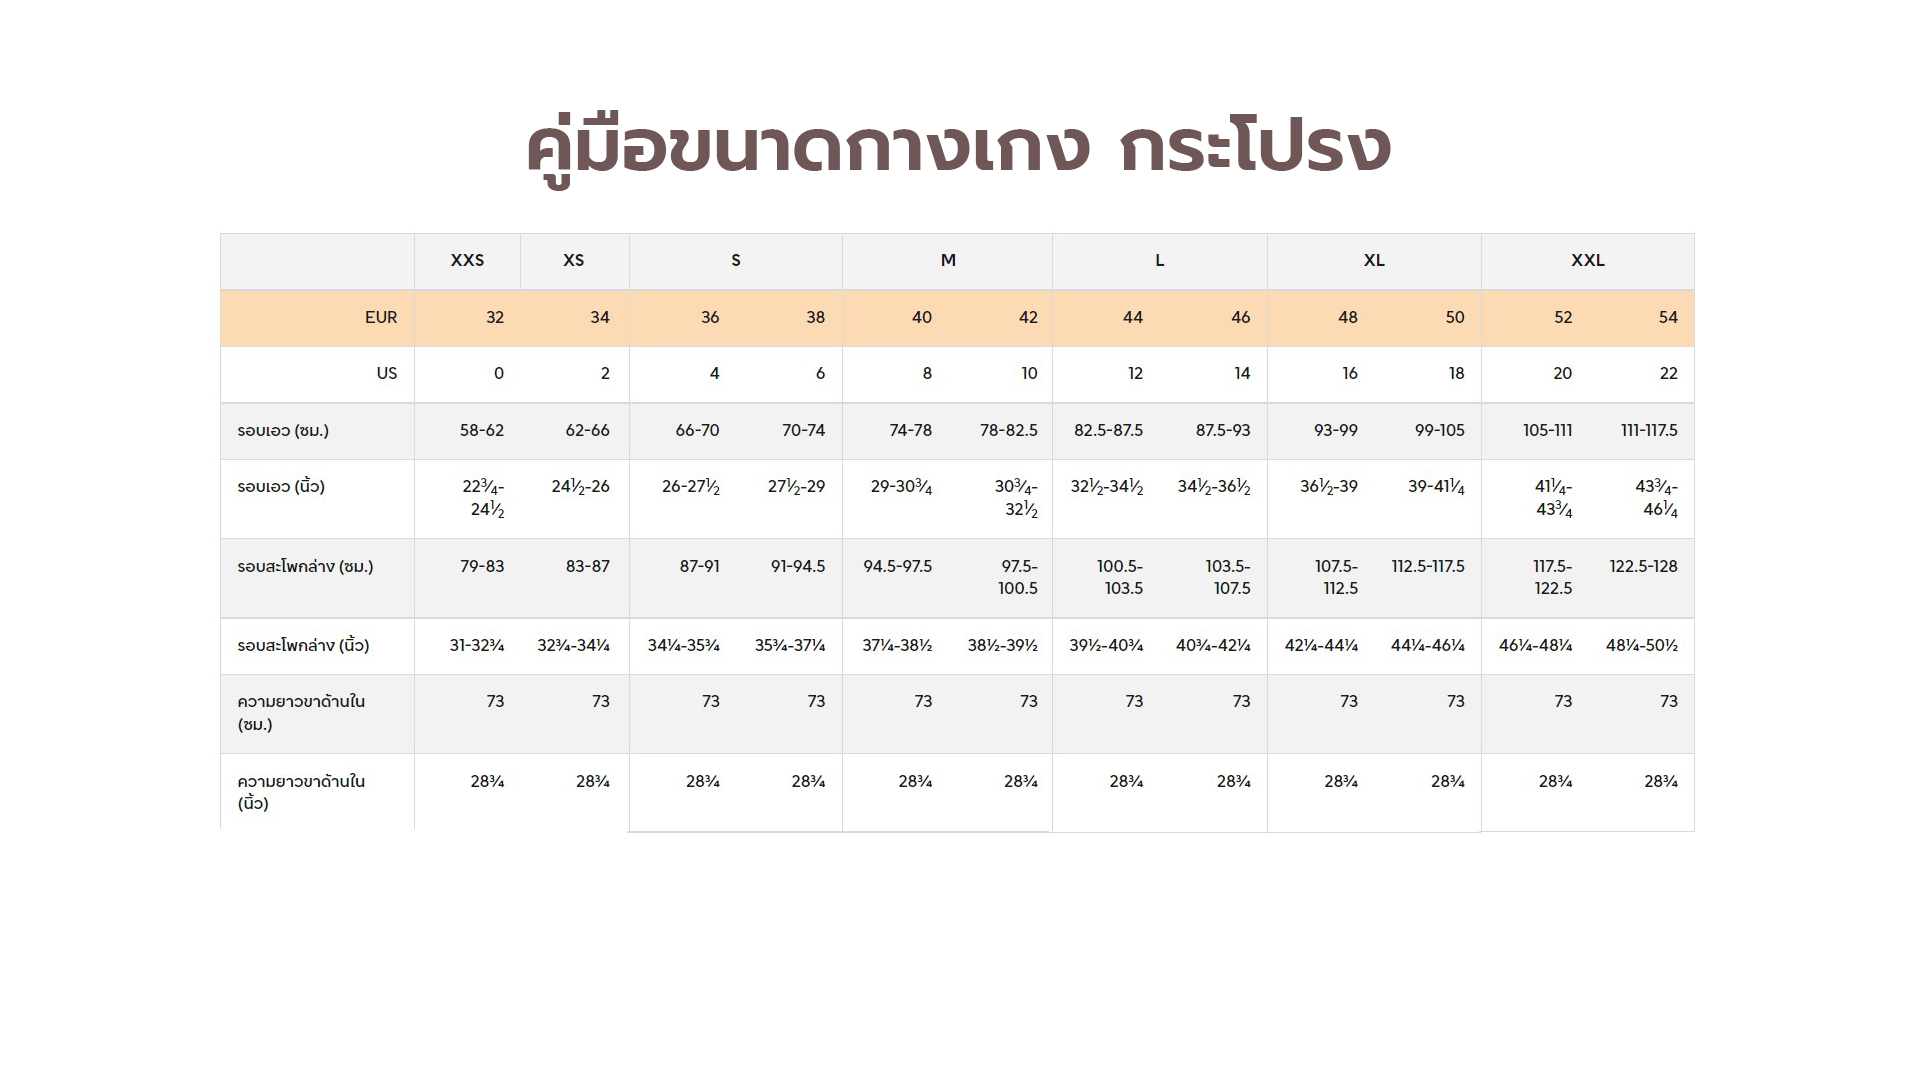 คู่มือขนาดกางเกง กระโปรง
XXS XS S M L XL XXL
EUR 32 34 36 38 40 42 44 46 48 50 52 54
US 0 2 4 6 8 10 12 14 16 18 20 22
รอบเอว (ซม.) 58-62 62-66 66-70 70-74 74-78 78-82.5 82.5-87.5 87.5-93 93-99 99-105 105-111 111-117.5
รอบเอว (นิ้ว) 22¾-24½ 24½-26 26-27½ 27½-29 29-30¾ 30¾-32½ 32½-34½ 34½-36½ 36½-39 39-41¼ 41¼-43¾ 43¾-46¼
รอบสะโพกล่าง (ซม.) 79-83 83-87 87-91 91-94.5 94.5-97.5 97.5-100.5 100.5-103.5 103.5-107.5 107.5-112.5 112.5-117.5 117.5-122.5 122.5-128
รอบสะโพกล่าง (นิ้ว) 31-32¾ 32¾-34¼ 34¼-35¾ 35¾-37¼ 37¼-38½ 38½-39½ 39½-40¾ 40¾-42¼ 42¼-44¼ 44¼-46¼ 46¼-48¼ 48¼-50½
ความยาวขาด้านใน (ซม.) 73 73 73 73 73 73 73 73 73 73 73 73
ความยาวขาด้านใน (นิ้ว) 28¾ 28¾ 28¾ 28¾ 28¾ 28¾ 28¾ 28¾ 28¾ 28¾ 28¾ 28¾